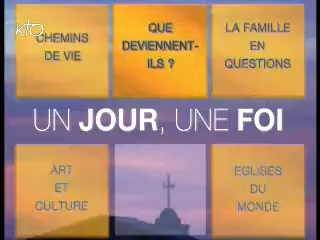 KTO
CHEMINS
DE VIE
QUE
DEVIENNENT-
ILS ?
LA FAMILLE
EN
QUESTIONS
UN JOUR, UNE FOI
ART
ET
CULTURE
EGLISES
DU
MONDE